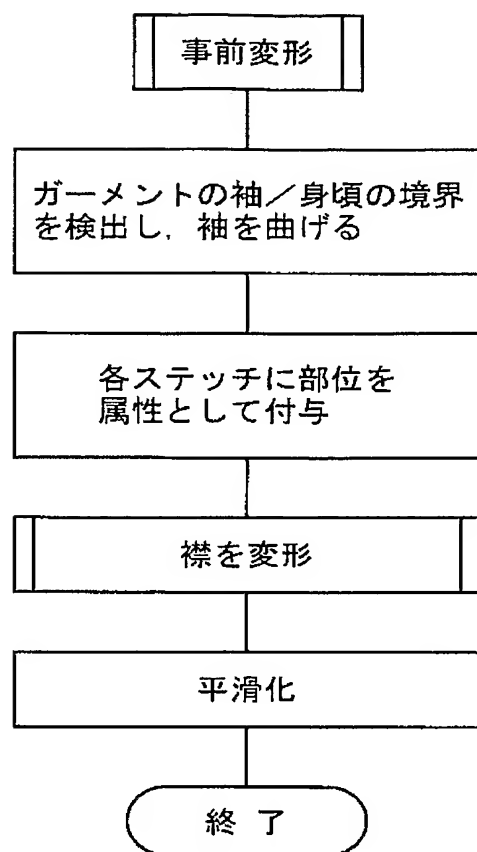 事前変形
ガーメントの袖／身頃の境界
を検出し，袖を曲げる
各ステッチに部位を
属性として付与
襟を変形
平滑化
終了